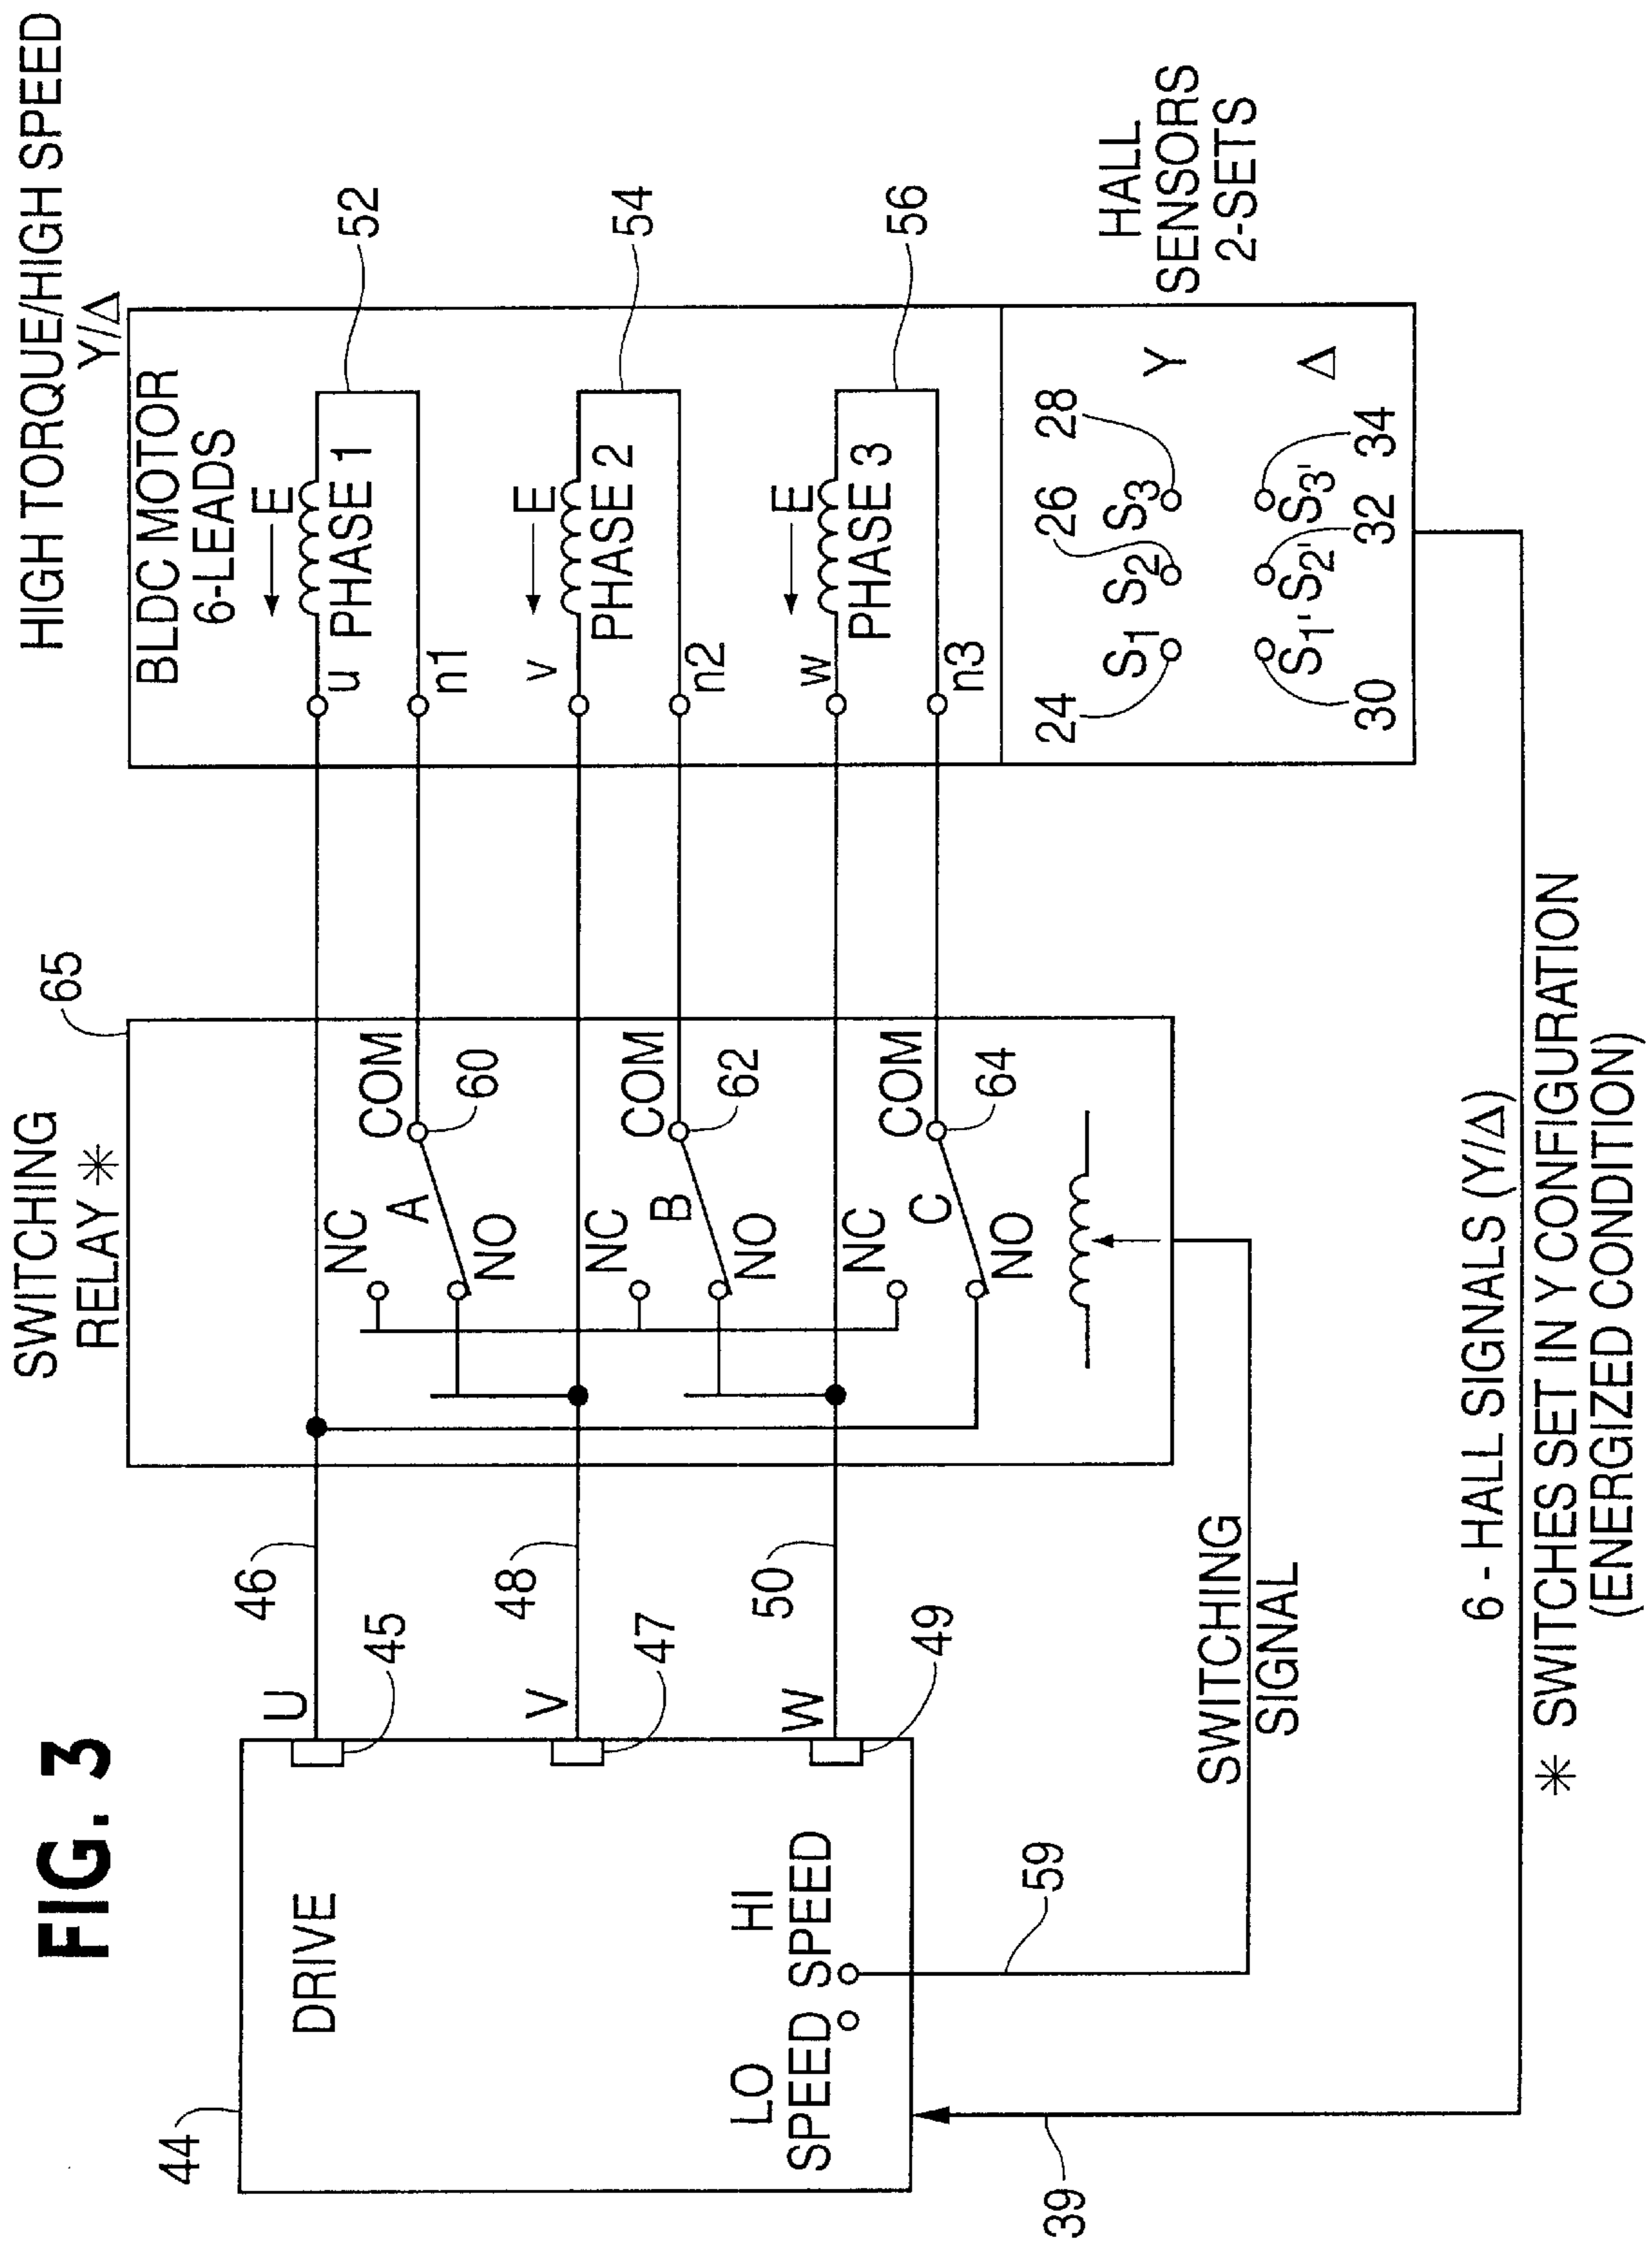 FIG. 3
SWITCHING
RELAY *
65
HIGH TORQUE/HIGH SPEED
Y/Δ
44
DRIVE
U
46
45
V
48
47
W
50
49
LO
SPEED
HI
SPEED
59
39
NC
A
COM
60
NO
NC
B
COM
62
NO
NC
C
COM
64
NO
BLDC MOTOR
6-LEADS
E
u
PHASE 1
n1
52
E
v
PHASE 2
n2
54
E
w
PHASE 3
n3
56
24
26
28
S1
S2
S3
Y
S1'
S2'
S3'
Δ
30
32
34
HALL
SENSORS
2-SETS
SWITCHING
SIGNAL
6 - HALL SIGNALS (Y/Δ)
* SWITCHES SET IN Y CONFIGURATION
(ENERGIZED CONDITION)